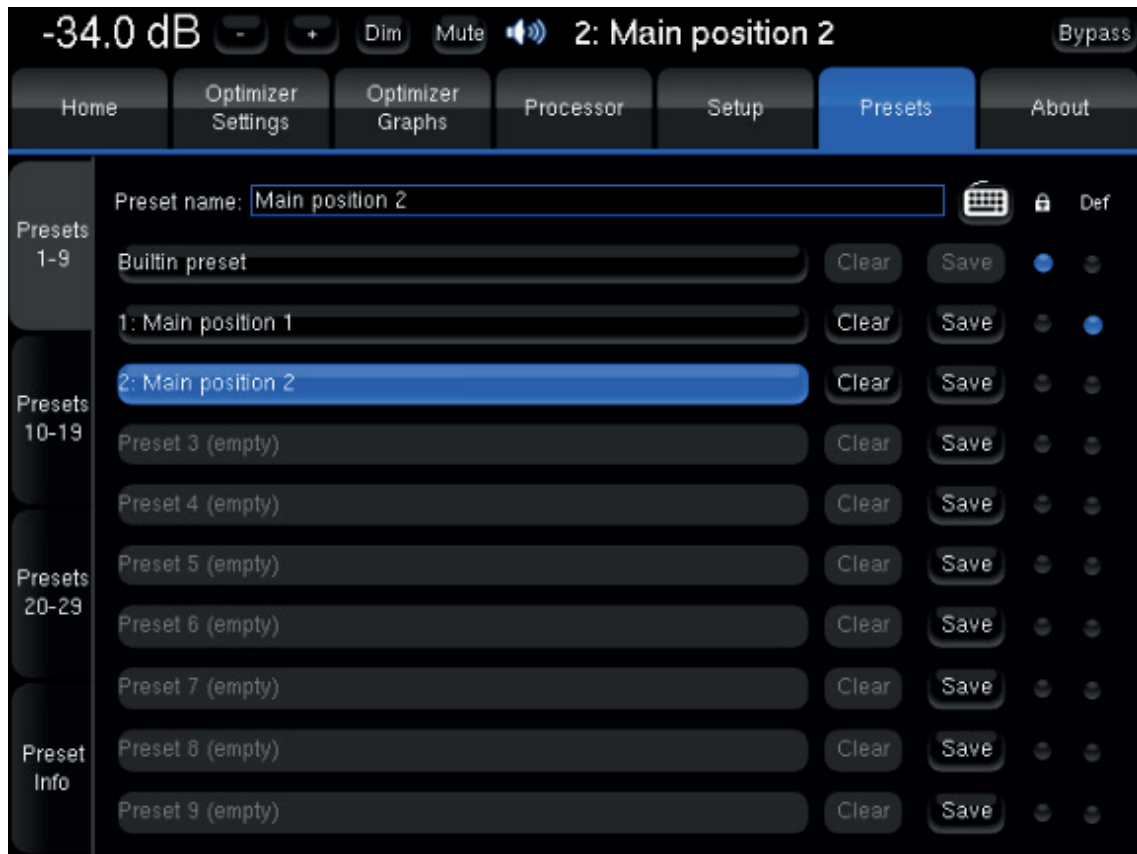 -34.0 dB - + Dim Mute 2: Main position 2 Bypass
Home Optimizer Settings Optimizer Graphs Processor Setup Presets About
Presets 1-9
Preset name: Main position 2 Def
Builtin preset Clear Save
1: Main position 1 Clear Save
2: Main position 2 Clear Save
Presets 10-19
Preset 3 (empty) Clear Save
Preset 4 (empty) Clear Save
Presets 20-29
Preset 5 (empty) Clear Save
Preset 6 (empty) Clear Save
Preset 7 (empty) Clear Save
Preset Info
Preset 8 (empty) Clear Save
Preset 9 (empty) Clear Save